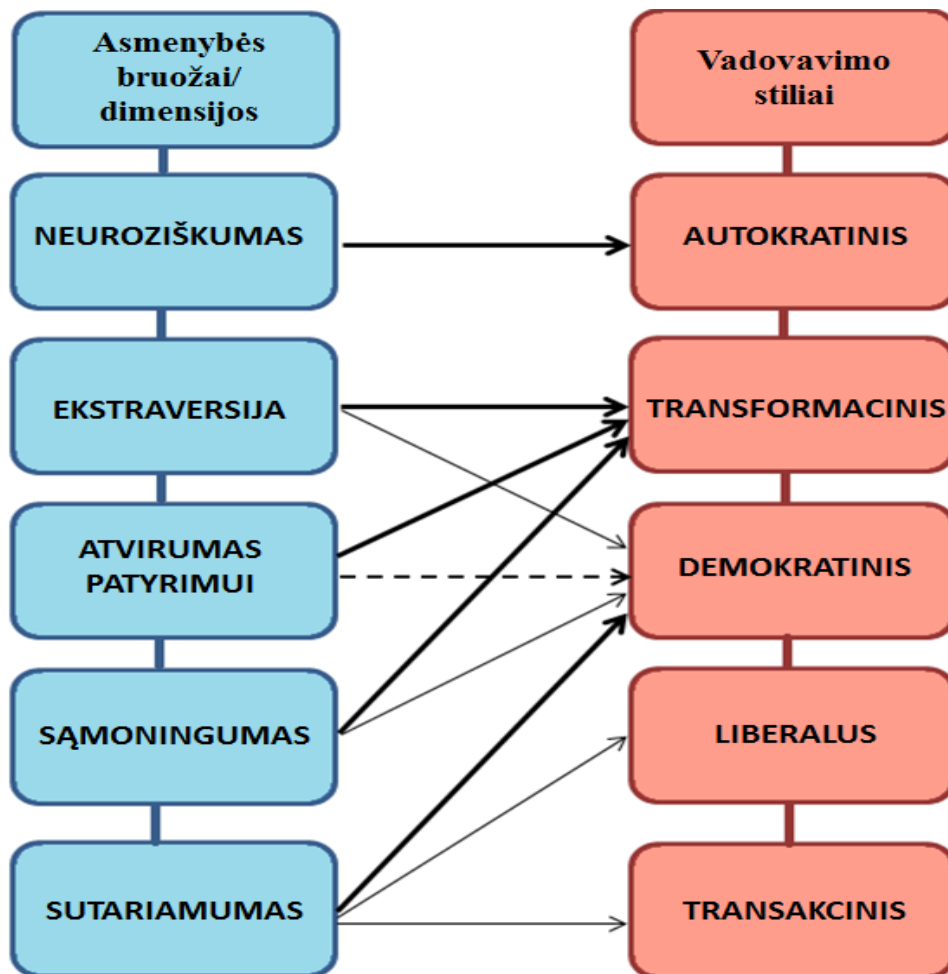 Asmenybės
bruožai/
dimensijos
Vadovavimo
stiliai
NEUROZIŠKUMAS
AUTOKRATINIS
EKSTRAVERSIJA
TRANSFORMACINIS
ATVIRUMAS
PATYRIMUI
DEMOKRATINIS
SĄMONINGUMAS
LIBERALUS
SUTARIAMUMAS
TRANSAKCINIS